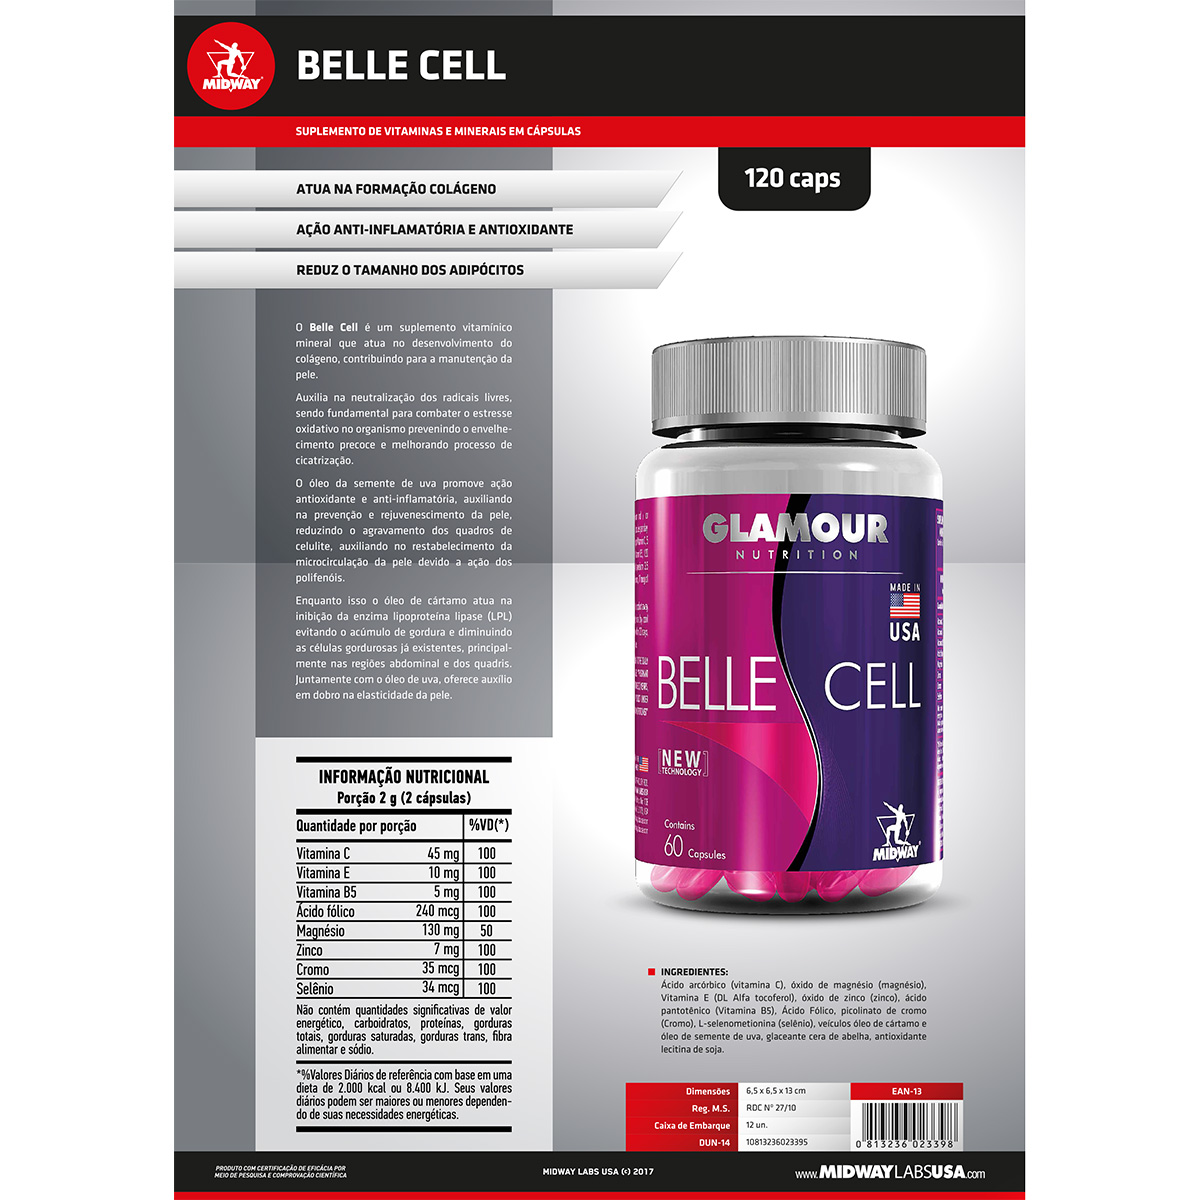 MIDWAY
BELLE CELL
SUPLEMENTO DE VITAMINAS E MINERAIS EM CÁPSULAS
120 caps
ATUA NA FORMAÇÃO COLÁGENO
AÇÃO ANTI-INFLAMATÓRIA E ANTIOXIDANTE
REDUZ O TAMANHO DOS ADIPÓCITOS
O Belle Cell é um suplemento vitamínico
mineral que atua no desenvolvimento do
colágeno, contribuindo para a manutenção da
pele.
Auxilia na neutralização dos radicais livres,
sendo fundamental para combater o estresse
oxidativo no organismo prevenindo o envelhe-
cimento precoce e melhorando processo de
cicatrização.
O óleo da semente de uva promove ação
antioxidante e anti-inflamatória, auxiliando
na prevenção e rejuvenescimento da pele,
reduzindo o agravamento dos quadros de
celulite, auxiliando no restabelecimento da
microcirculação da pele devido a ação dos
polifenóis.
Enquanto isso o óleo de cártamo atua na
inibição da enzima lipoproteína lipase (LPL)
evitando o acúmulo de gordura e diminuindo
as células gordurosas já existentes, principal-
mente nas regiões abdominal e dos quadris.
Juntamente com o óleo de uva, oferece auxílio
em dobro na elasticidade da pele.
INFORMAÇÃO NUTRICIONAL
Porção 2 g (2 cápsulas)
Quantidade por porção %VD(*)
Vitamina C 45 mg 100
Vitamina E 10 mg 100
Vitamina B5 5 mg 100
Ácido fólico 240 mcg 100
Magnésio 130 mg 50
Zinco 7 mg 100
Cromo 35 mcg 100
Selênio 34 mcg 100
Não contém quantidades significativas de valor
energético, carboidratos, proteínas, gorduras
totais, gorduras saturadas, gorduras trans, fibra
alimentar e sódio.
*%Valores Diários de referência com base em uma
dieta de 2.000 kcal ou 8.400 kJ. Seus valores
diários podem ser maiores ou menores dependen-
do de suas necessidades energéticas.
GLAMOUR
NUTRITION
MADE IN
USA
BELLE CELL
NEW
TECHNOLOGY
Contains
60 Capsules
MIDWAY
INGREDIENTES:
Ácido arcórbico (vitamina C), óxido de magnésio (magnésio),
Vitamina E (DL Alfa tocoferol), óxido de zinco (zinco), ácido
pantotênico (Vitamina B5), Ácido Fólico, picolinato de cromo
(Cromo), L-selenometionina (selênio), veículos óleo de cártamo e
óleo de semente de uva, glaceante cera de abelha, antioxidante
lecitina de soja.
Dimensões 6,5 x 6,5 x 13 cm
Reg. M.S. RDC Nº 27/10
Caixa de Embarque 12 un.
DUN-14 10813236023395
EAN-13
0 813236 023398
PRODUTO COM CERTIFICAÇÃO DE EFICÁCIA POR
MEIO DE PESQUISA E COMPROVAÇÃO CIENTÍFICA
MIDWAY LABS USA (c) 2017
www.MIDWAYLABSUSA.com